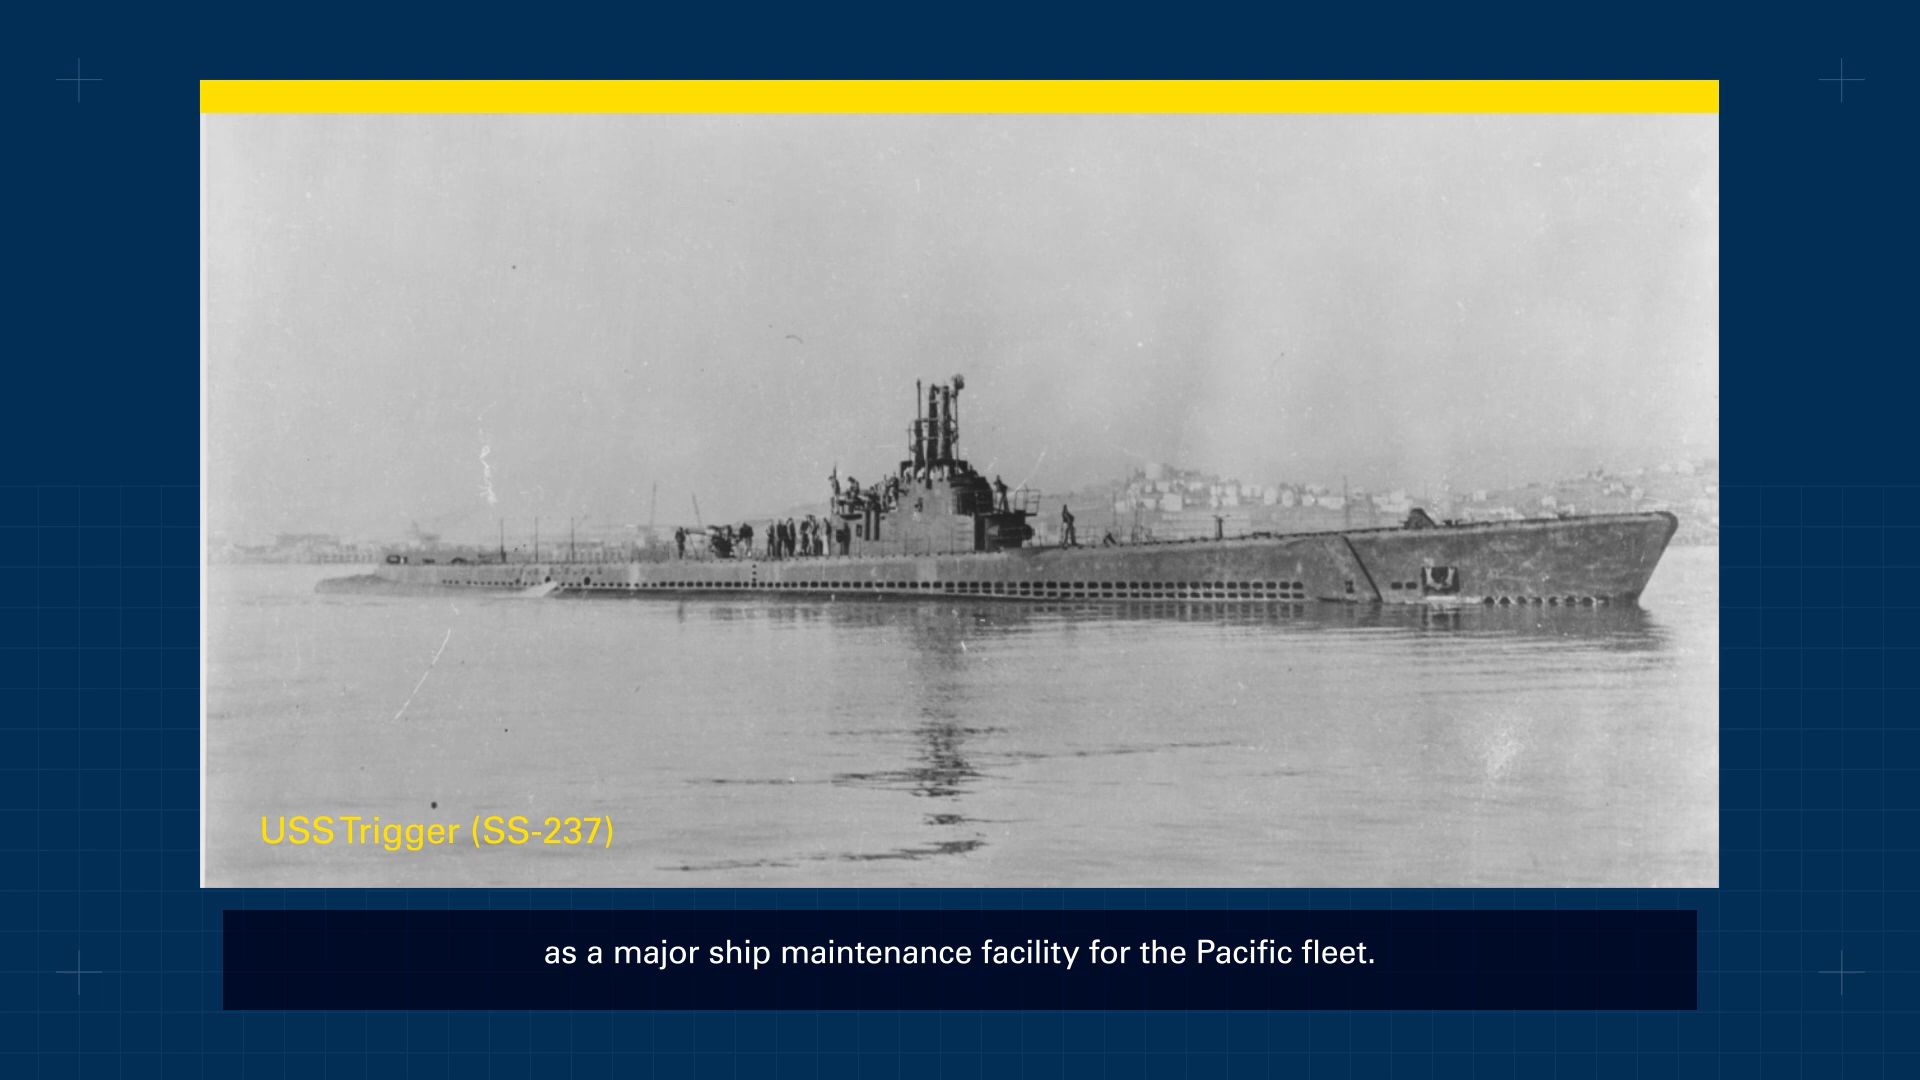 USS Trigger (SS-237)
as a major ship maintenance facility for the Pacific fleet.